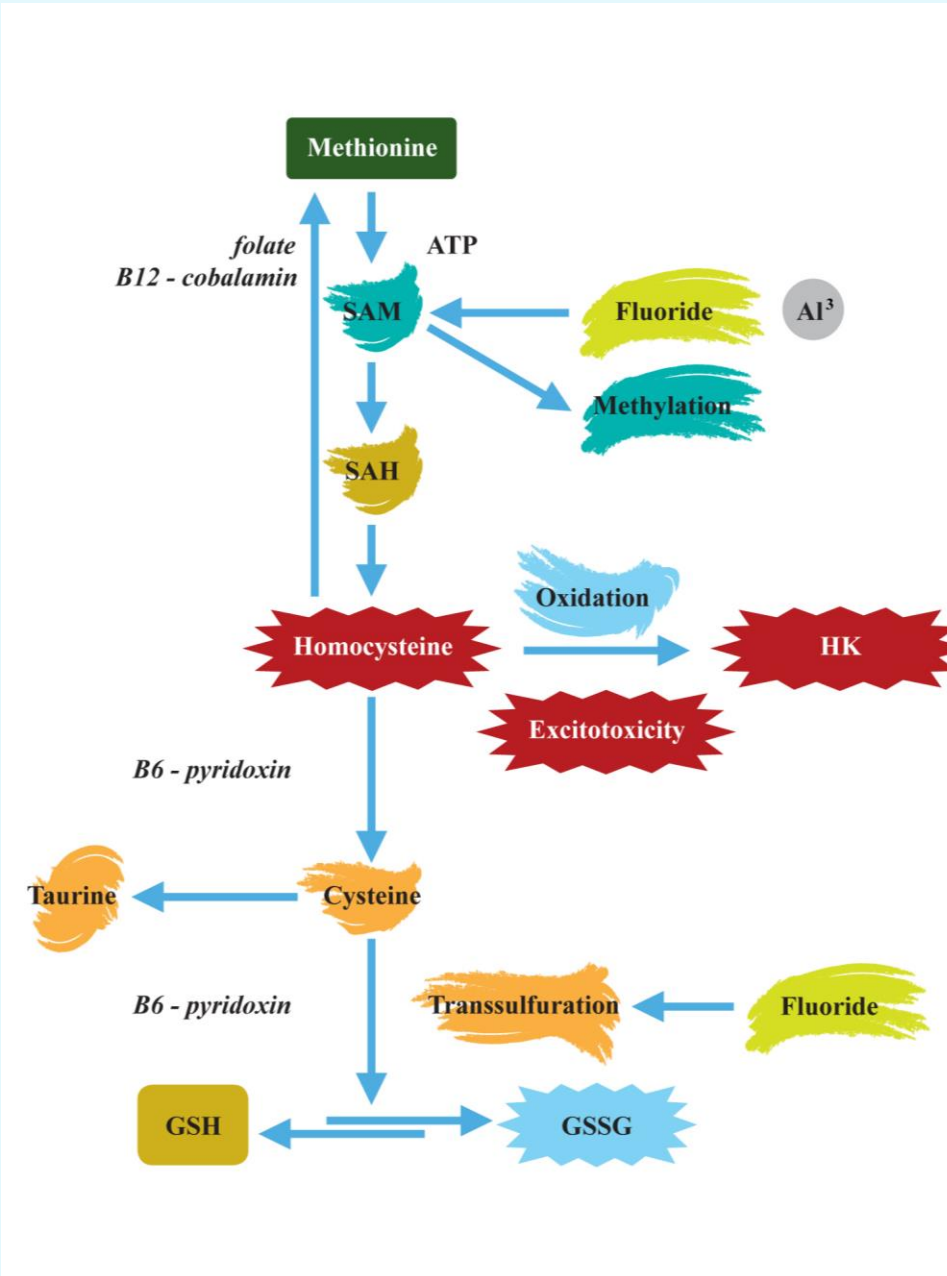 Methionine
folate
B12 - cobalamin
ATP
SAM
Fluoride
Al³
Methylation
SAH
Oxidation
Homocysteine
HK
Excitotoxicity
B6 - pyridoxin
Taurine
Cysteine
B6 - pyridoxin
Transsulfuration
Fluoride
GSH
GSSG